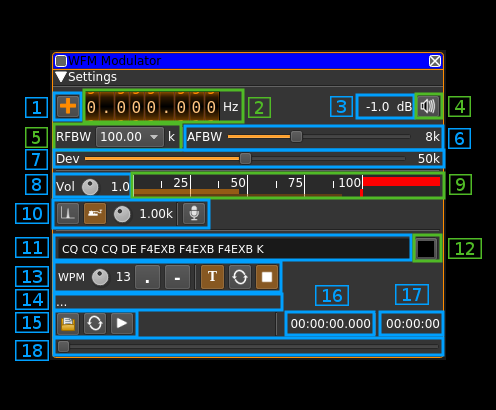 WFM Modulator
Settings
1 0.000.000 Hz 2 3 -1.0 dB 4
5 RFBW 100.00 k AFBW 8k 6
7 Dev 50k
8 Vol 1.0 25 50 75 100 9
10 1.00k
11 CQ CQ CQ DE F4EXB F4EXB F4EXB K 12
13 WPM 13 . - T
14 ... 16 17
15 00:00:00.000 00:00:00
18